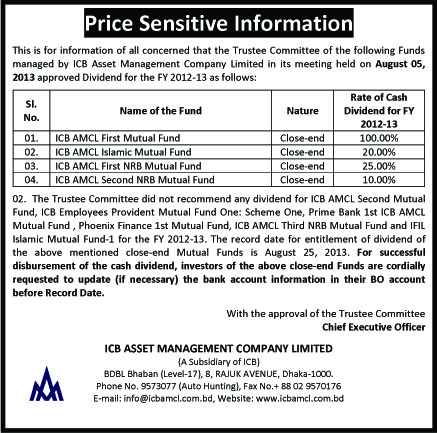 Price Sensitive Information
This is for information of all concerned that the Trustee Committee of the following Funds
managed by ICB Asset Management Company Limited in its meeting held on August 05,
2013 approved Dividend for the FY 2012-13 as follows:
Sl. No. Name of the Fund Nature Rate of Cash Dividend for FY 2012-13
01. ICB AMCL First Mutual Fund Close-end 100.00%
02. ICB AMCL Islamic Mutual Fund Close-end 20.00%
03. ICB AMCL First NRB Mutual Fund Close-end 25.00%
04. ICB AMCL Second NRB Mutual Fund Close-end 10.00%
02. The Trustee Committee did not recommend any dividend for ICB AMCL Second Mutual
Fund, ICB Employees Provident Mutual Fund One: Scheme One, Prime Bank 1st ICB AMCL
Mutual Fund , Phoenix Finance 1st Mutual Fund, ICB AMCL Third NRB Mutual Fund and IFIL
Islamic Mutual Fund-1 for the FY 2012-13. The record date for entitlement of dividend of
the above mentioned close-end Mutual Funds is August 25, 2013. For successful
disbursement of the cash dividend, investors of the above close-end Funds are cordially
requested to update (if necessary) the bank account information in their BO account
before Record Date.
With the approval of the Trustee Committee
Chief Executive Officer
ICB ASSET MANAGEMENT COMPANY LIMITED
(A Subsidiary of ICB)
BDBL Bhaban (Level-17), 8, RAJUK AVENUE, Dhaka-1000.
Phone No. 9573077 (Auto Hunting), Fax No.+ 88 02 9570176
E-mail: info@icbamcl.com.bd, Website: www.icbamcl.com.bd